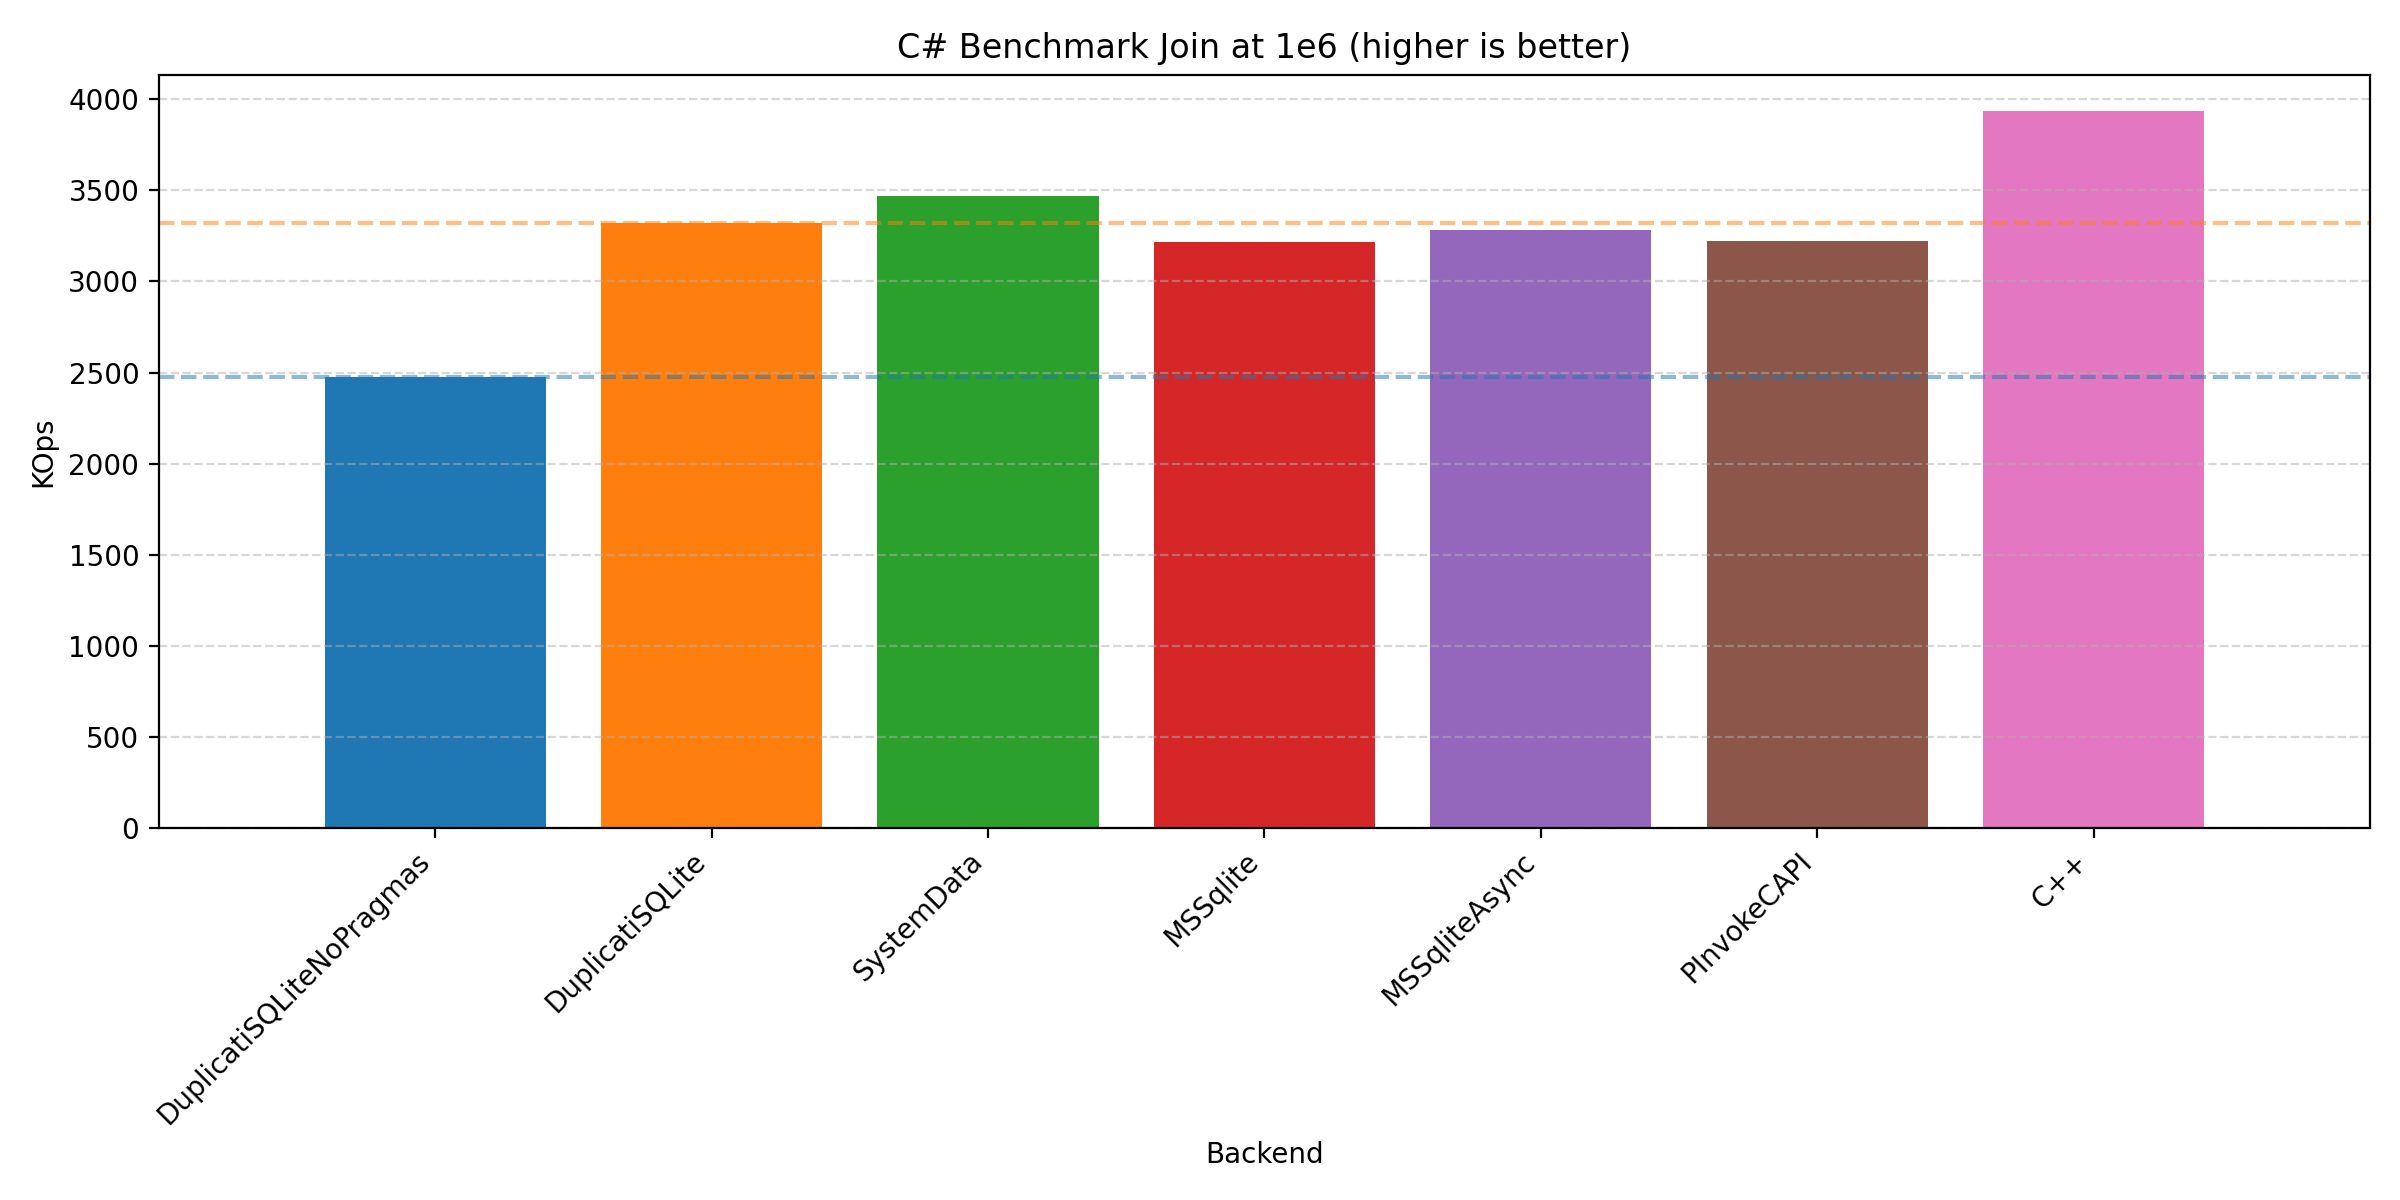 C# Benchmark Join at 1e6 (higher is better)
KOps
4000
3500
3000
2500
2000
1500
1000
500
0
DuplicatiSQLiteNoPragmas
DuplicatiSQLite
SystemData
MSSqlite
MSSqliteAsync
PInvokeCAPI
C++
Backend